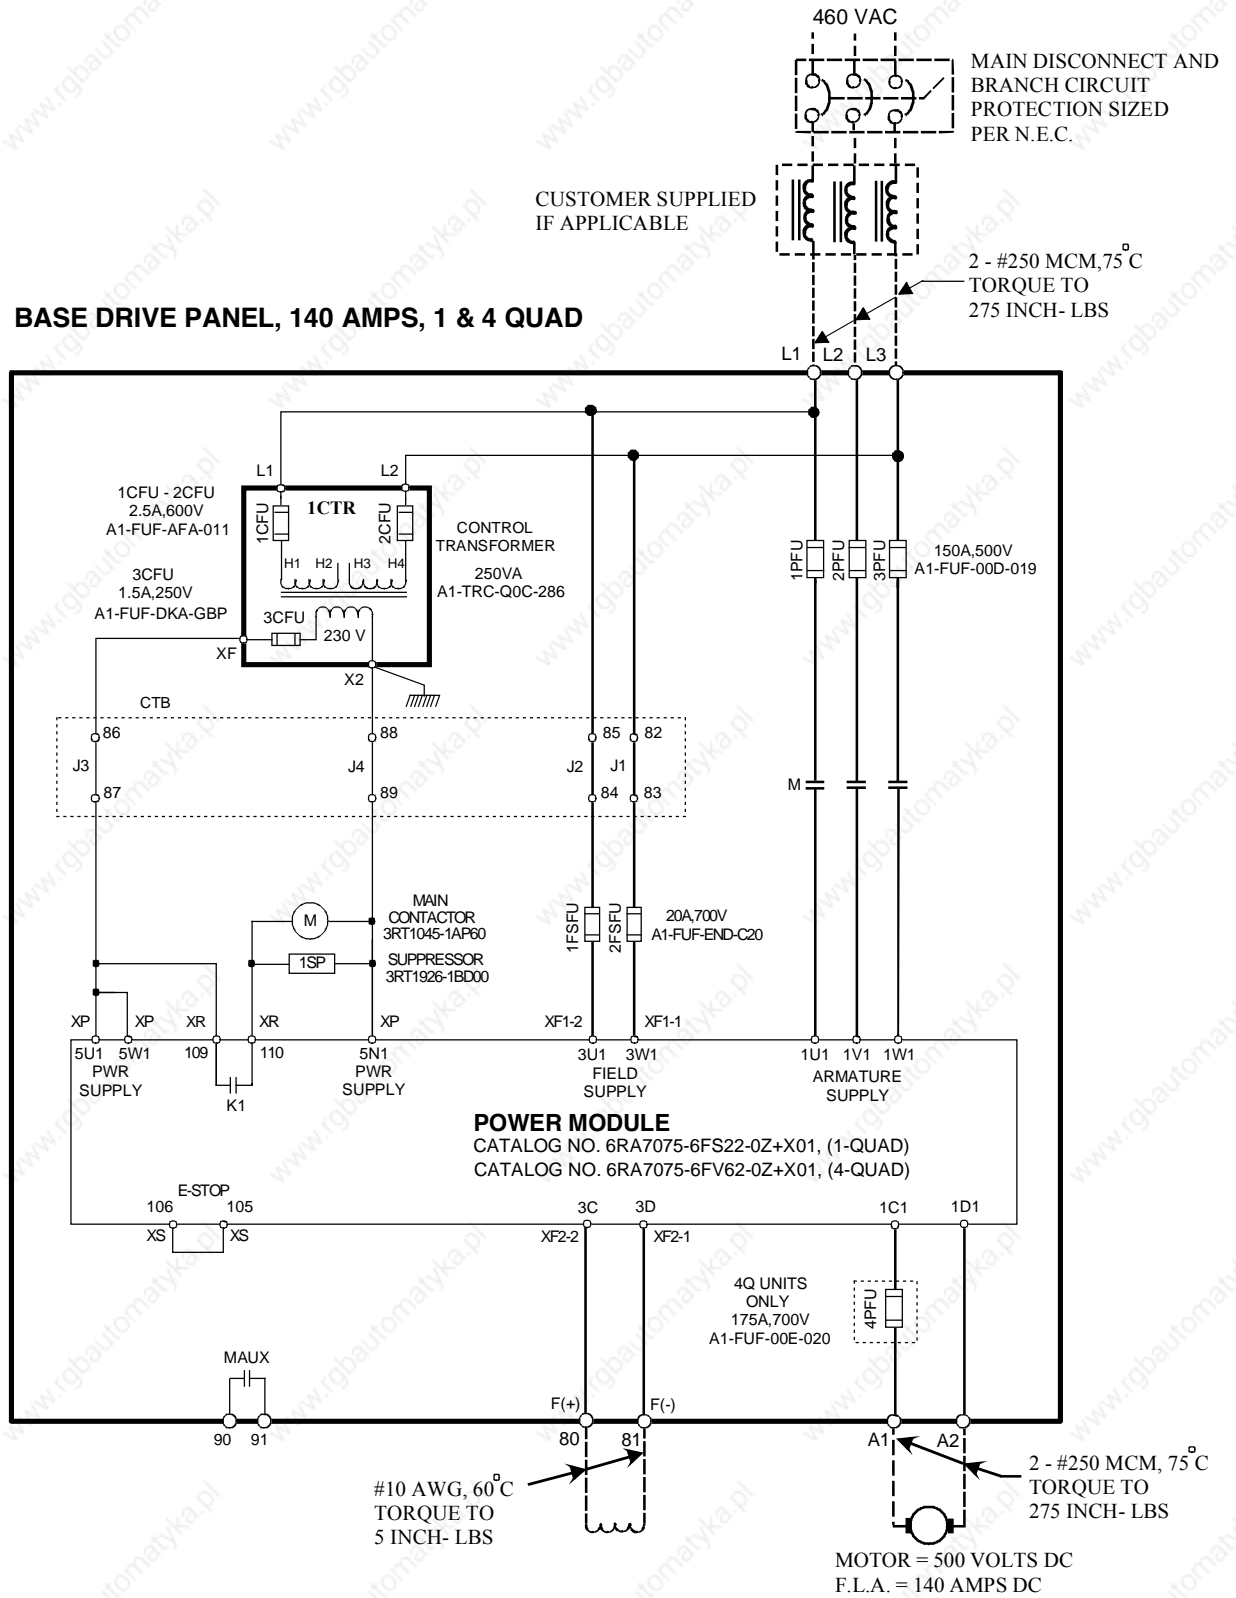 460 VAC
MAIN DISCONNECT AND
BRANCH CIRCUIT
PROTECTION SIZED
PER N.E.C.
CUSTOMER SUPPLIED
IF APPLICABLE
2 - #250 MCM,75°C
TORQUE TO
275 INCH- LBS
BASE DRIVE PANEL, 140 AMPS, 1 & 4 QUAD
L1 L2 L3
L1 L2
1CFU - 2CFU
2.5A,600V
A1-FUF-AFA-011
1CFU
1CTR
2CFU
CONTROL
TRANSFORMER
250VA
A1-TRC-Q0C-286
H1 H2 H3 H4
3CFU
1.5A,250V
A1-FUF-DKA-GBP
3CFU
230 V
XF
X2
1PFU
2PFU
3PFU
150A,500V
A1-FUF-00D-019
CTB
86 88 85 82
J3 J4 J2 J1
87 89 84 83
M
MAIN
CONTACTOR
3RT1045-1AP60
M
1SP
SUPPRESSOR
3RT1926-1BD00
1FSFU
2FSFU
20A,700V
A1-FUF-END-C20
XP XP XR XR XP XF1-2 XF1-1
5U1 5W1 109 110 5N1 3U1 3W1 1U1 1V1 1W1
PWR
SUPPLY
K1
PWR
SUPPLY
FIELD
SUPPLY
ARMATURE
SUPPLY
POWER MODULE
CATALOG NO. 6RA7075-6FS22-0Z+X01, (1-QUAD)
CATALOG NO. 6RA7075-6FV62-0Z+X01, (4-QUAD)
E-STOP
106 105
XS XS
3C 3D 1C1 1D1
XF2-2 XF2-1
4Q UNITS
ONLY
175A,700V
A1-FUF-00E-020
4PFU
MAUX
90 91
F(+) F(-)
80 81
A1 A2
#10 AWG, 60°C
TORQUE TO
5 INCH- LBS
2 - #250 MCM, 75°C
TORQUE TO
275 INCH- LBS
MOTOR = 500 VOLTS DC
F.L.A. = 140 AMPS DC
www.rgbautomatyka.pl